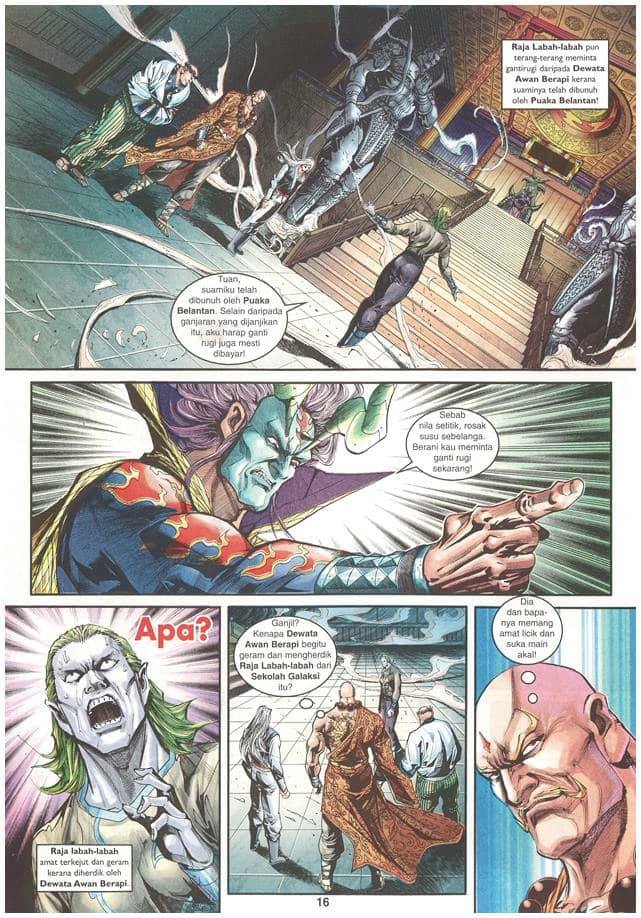 Raja Labah-labah pun
terang-terang meminta
gantirugi daripada Dewata
Awan Berapi kerana
suaminya telah dibunuh
oleh Puaka Belantan!
Tuan,
suamiku telah
dibunuh oleh Puaka
Belantan. Selain daripada
ganjaran yang dijanjikan
itu, aku harap ganti
rugi juga mesti
dibayar!
Sebab
nila setitik, rosak
susu sebelanga.
Berani kau meminta
ganti rugi
sekarang!
Apa?
Raja labah-labah
amat terkejut dan geram
kerana diherdik oleh
Dewata Awan Berapi.
Ganjil?
Kenapa Dewata
Awan Berapi begitu
geram dan mengherdik
Raja Labah-labah dari
Sekolah Galaksi
itu?
Dia
dan bapa-
nya memang
amat licik dan
suka main
akal!
16